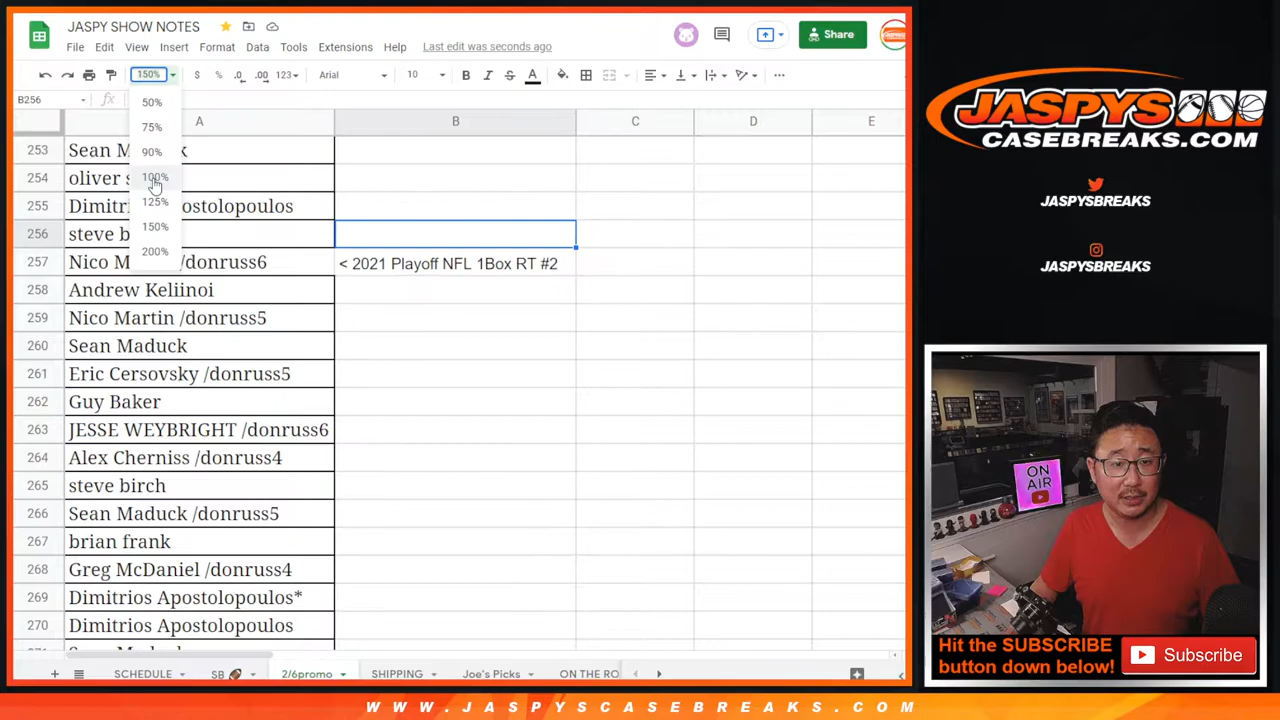 JASPY SHOW NOTES
File Edit View Insert Format Data Tools Extensions Help Last edit was seconds ago
Share
150% $ % .0 .00 123 Arial 10 B I S A
B256 fx
50%
75%
90%
100%
125%
150%
200%
A B C D E
253 Sean M k
254 oliver s
255 Dimitri postolopoulos
256 steve b
257 Nico M /donruss6 < 2021 Playoff NFL 1Box RT #2
258 Andrew Keliinoi
259 Nico Martin /donruss5
260 Sean Maduck
261 Eric Cersovsky /donruss5
262 Guy Baker
263 JESSE WEYBRIGHT /donruss6
264 Alex Cherniss /donruss4
265 steve birch
266 Sean Maduck /donruss5
267 brian frank
268 Greg McDaniel /donruss4
269 Dimitrios Apostolopoulos*
270 Dimitrios Apostolopoulos
SCHEDULE SB 2/6promo SHIPPING Joe's Picks ON THE RO
JASPYS
CASEBREAKS.COM
JASPYSBREAKS
JASPYSBREAKS
ON
AIR
Hit the SUBSCRIBE
button down below!
Subscribe
WWW.JASPYSCASEBREAKS.COM